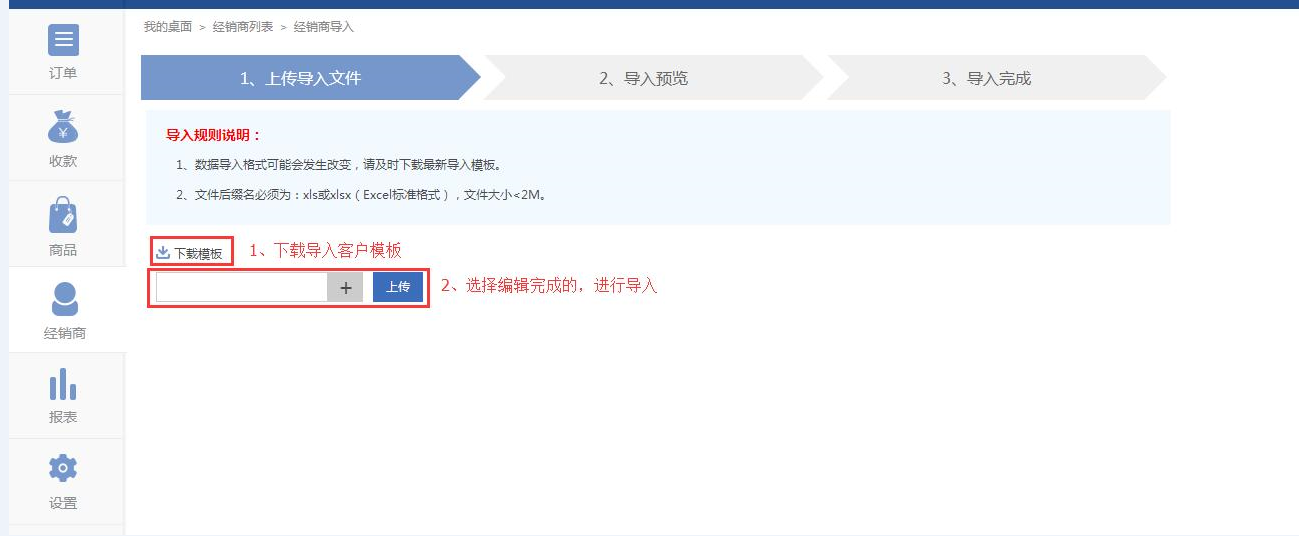 我的桌面 > 经销商列表 > 经销商导入
订单
收款
商品
经销商
报表
设置
1、上传导入文件
2、导入预览
3、导入完成
导入规则说明：
1、数据导入格式可能会发生改变，请及时下载最新导入模板。
2、文件后缀名必须为：xls或xlsx（Excel标准格式），文件大小<2M。
下载模板
1、下载导入客户模板
+
上传
2、选择编辑完成的，进行导入